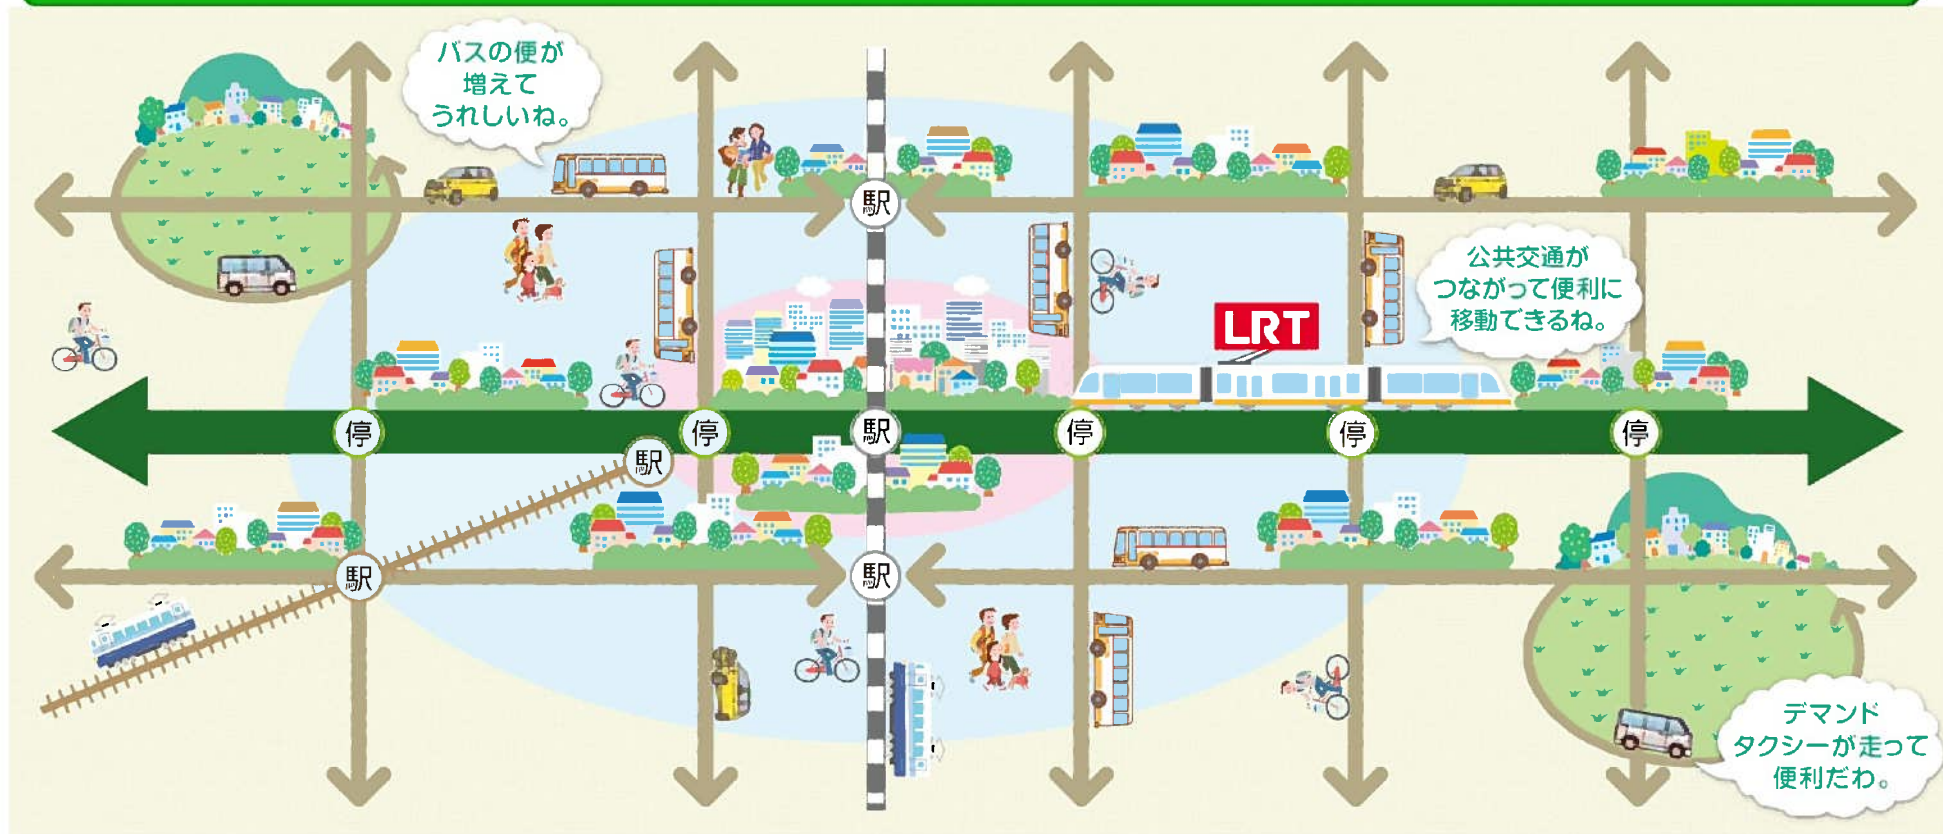 バスの便が
増えて
うれしいね。
駅
公共交通が
つながって便利に
移動できるね。
LRT
停
停
駅
停
停
停
駅
駅
駅
デマンド
タクシーが走って
便利だわ。